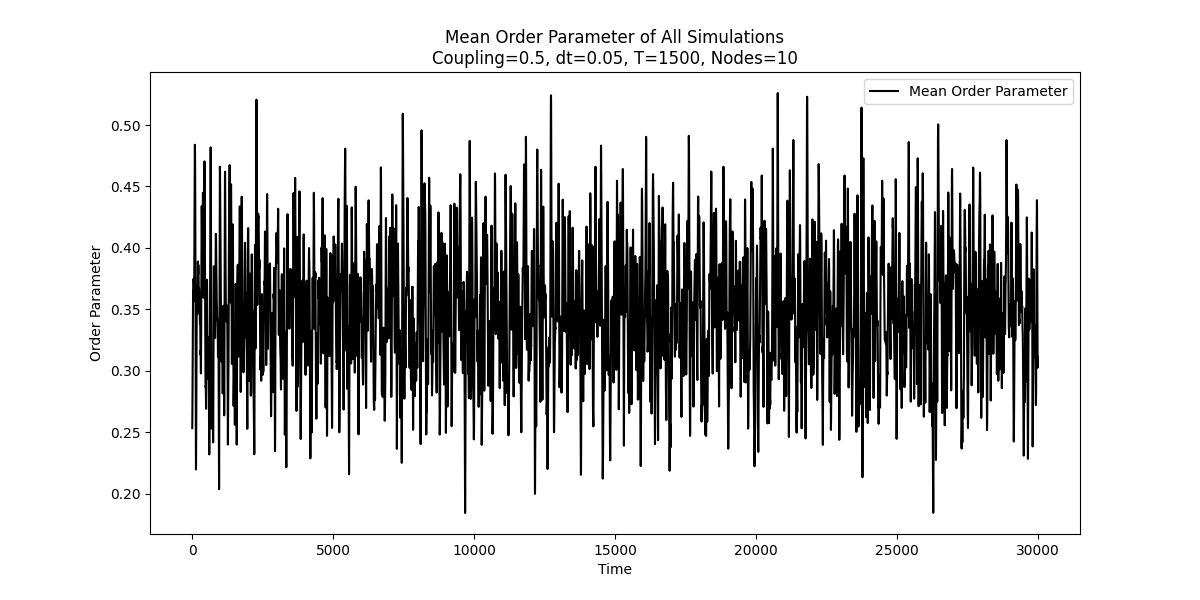 Mean Order Parameter of All Simulations
Coupling=0.5, dt=0.05, T=1500, Nodes=10
Mean Order Parameter
0.50
0.45
0.40
0.35
0.30
0.25
0.20
Order Parameter
0 5000 10000 15000 20000 25000 30000
Time